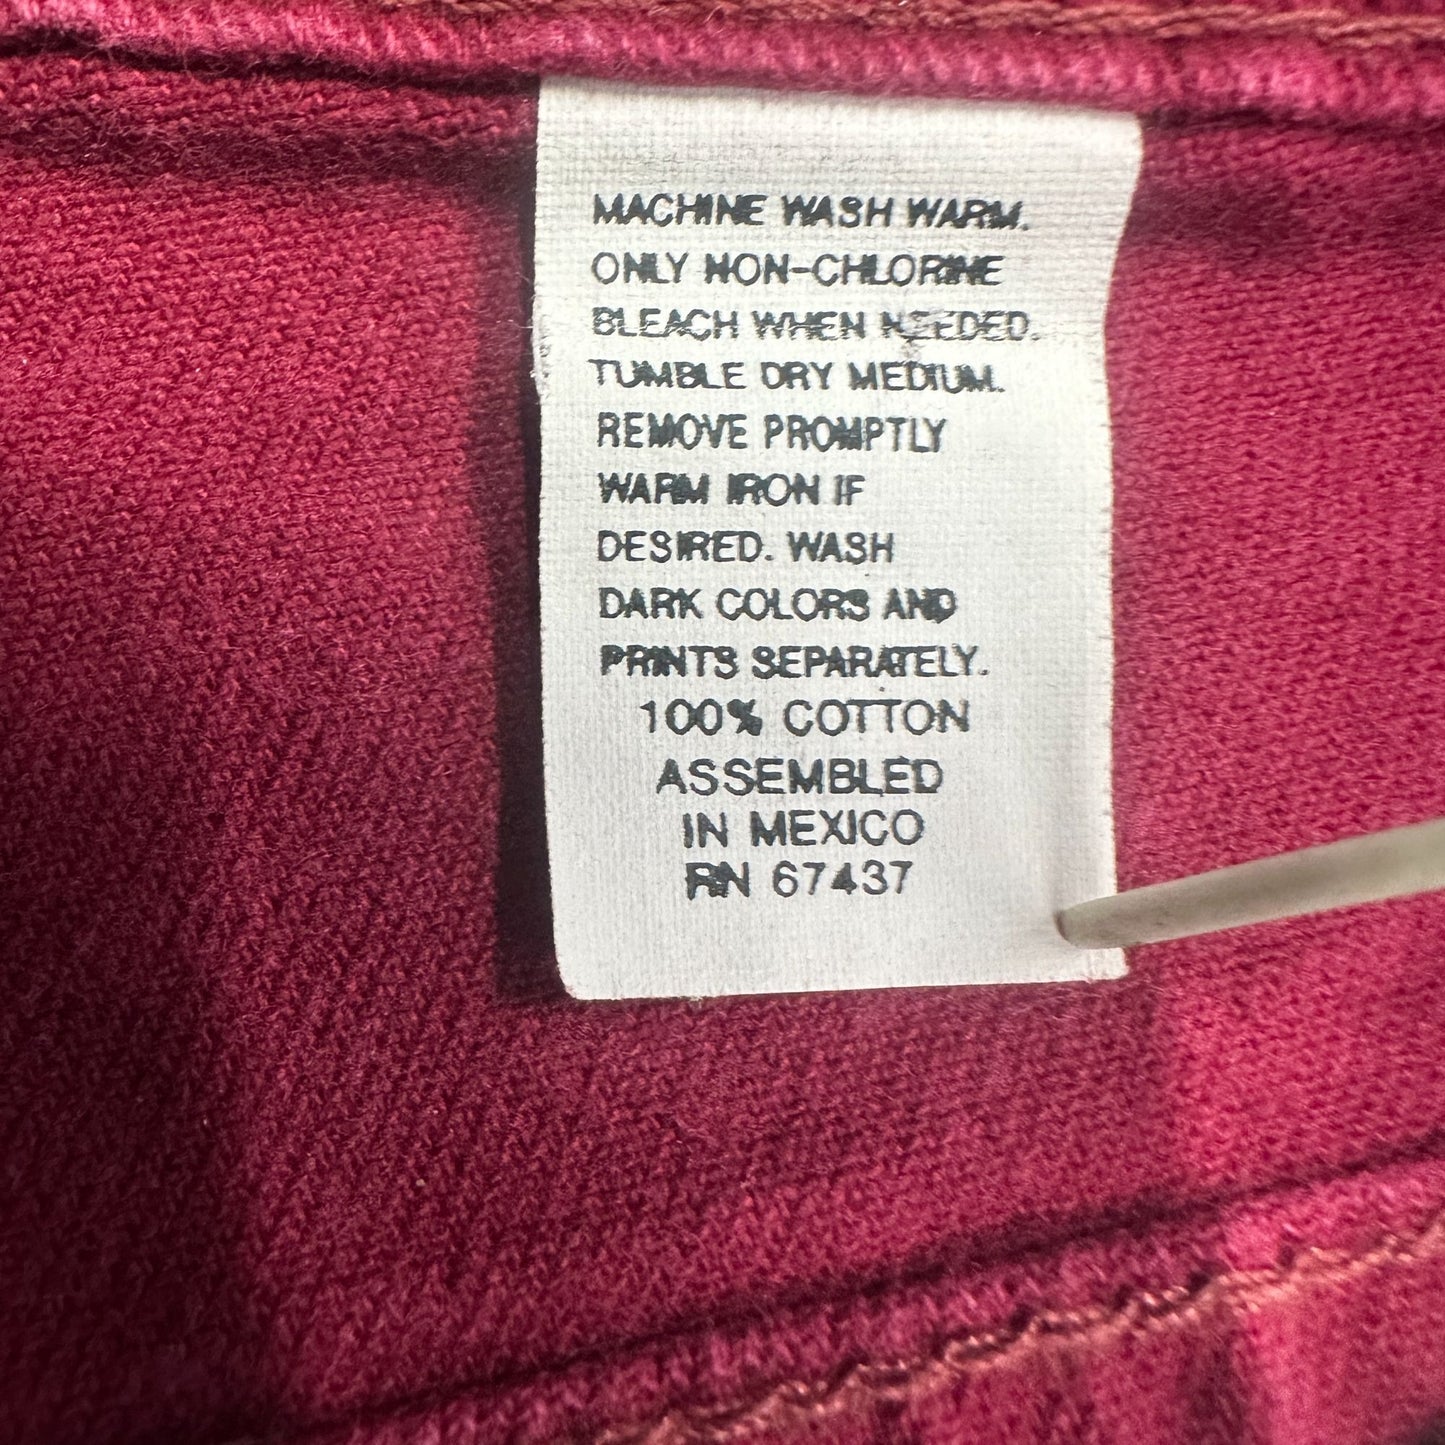 MACHINE WASH WARM.
ONLY NON-CHLORINE
BLEACH WHEN NEEDED.
TUMBLE DRY MEDIUM.
REMOVE PROMPTLY
WARM IRON IF
DESIRED. WASH
DARK COLORS AND
PRINTS SEPARATELY.
100% COTTON
ASSEMBLED
IN MEXICO
RN 67437